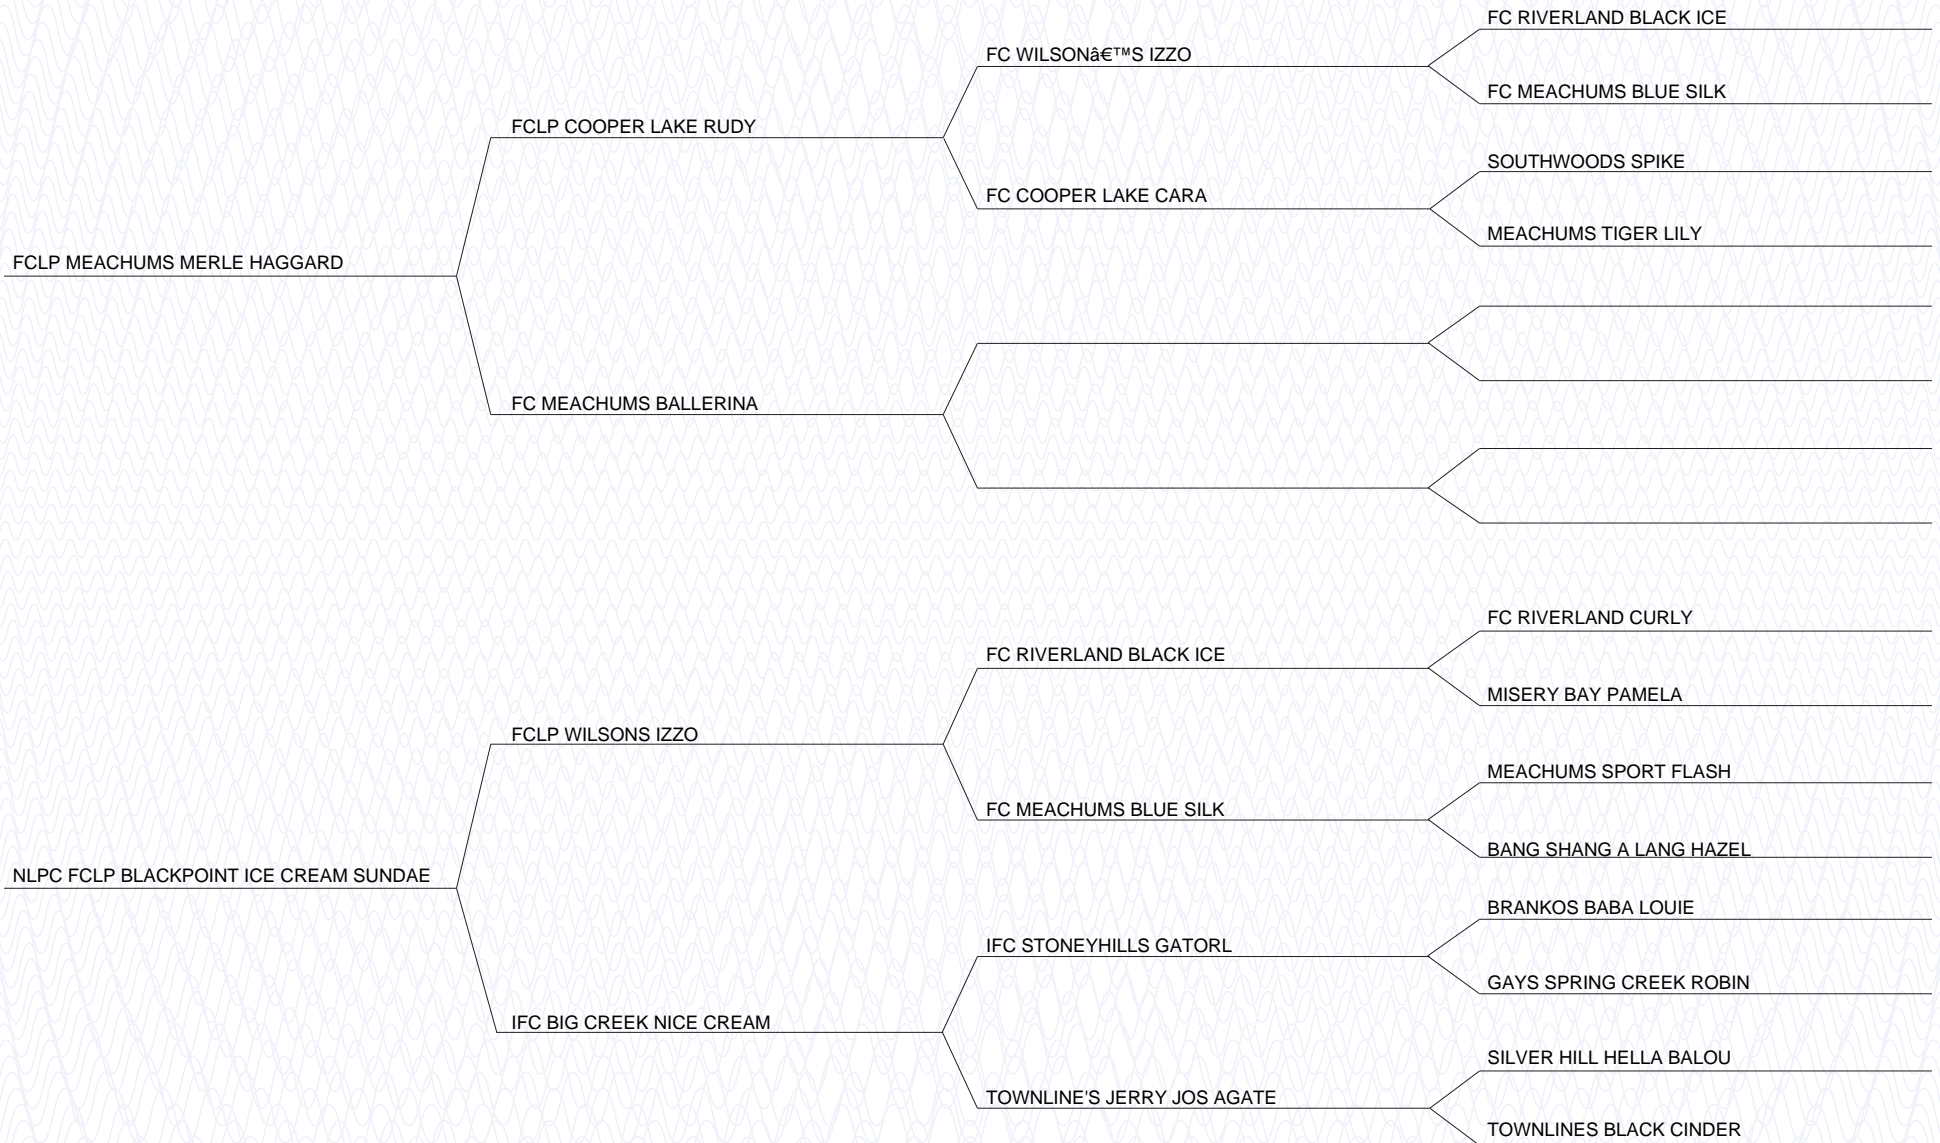 FC RIVERLAND BLACK ICE
FC WILSONâ€™S IZZO
FC MEACHUMS BLUE SILK
FCLP COOPER LAKE RUDY
SOUTHWOODS SPIKE
FC COOPER LAKE CARA
MEACHUMS TIGER LILY
FCLP MEACHUMS MERLE HAGGARD
FC MEACHUMS BALLERINA
FC RIVERLAND CURLY
FC RIVERLAND BLACK ICE
MISERY BAY PAMELA
FCLP WILSONS IZZO
MEACHUMS SPORT FLASH
FC MEACHUMS BLUE SILK
BANG SHANG A LANG HAZEL
NLPC FCLP BLACKPOINT ICE CREAM SUNDAE
BRANKOS BABA LOUIE
IFC STONEYHILLS GATORL
GAYS SPRING CREEK ROBIN
IFC BIG CREEK NICE CREAM
SILVER HILL HELLA BALOU
TOWNLINE'S JERRY JOS AGATE
TOWNLINES BLACK CINDER